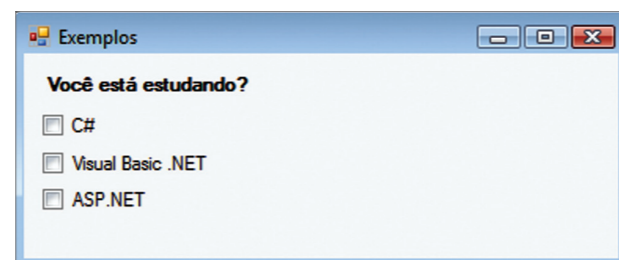 Exemplos
Você está estudando?
C#
Visual Basic .NET
ASP.NET